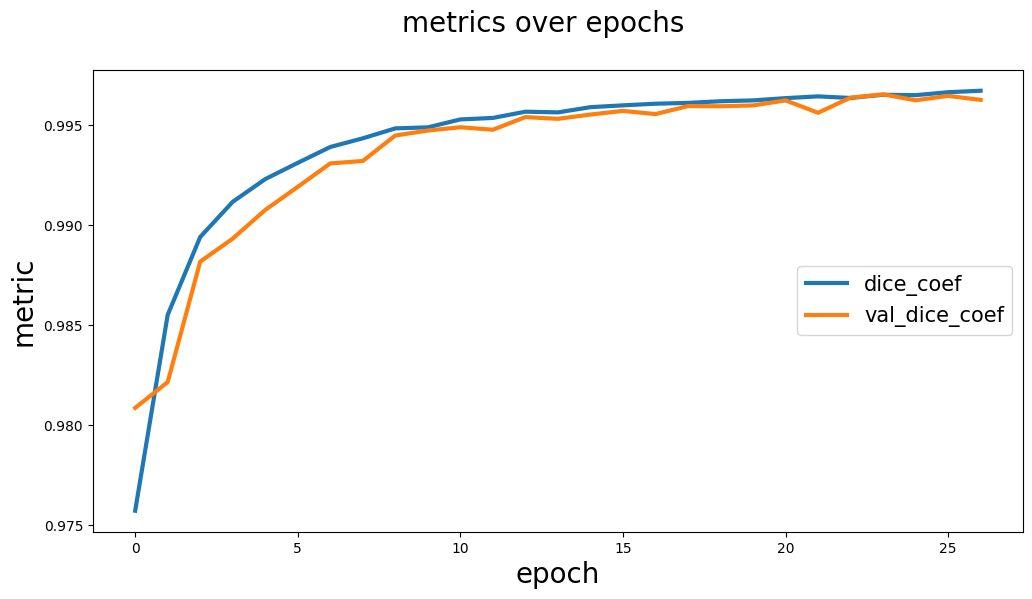 metrics over epochs
metric
0.995
0.990
0.985
0.980
0.975
dice_coef
val_dice_coef
0 5 10 15 20 25
epoch